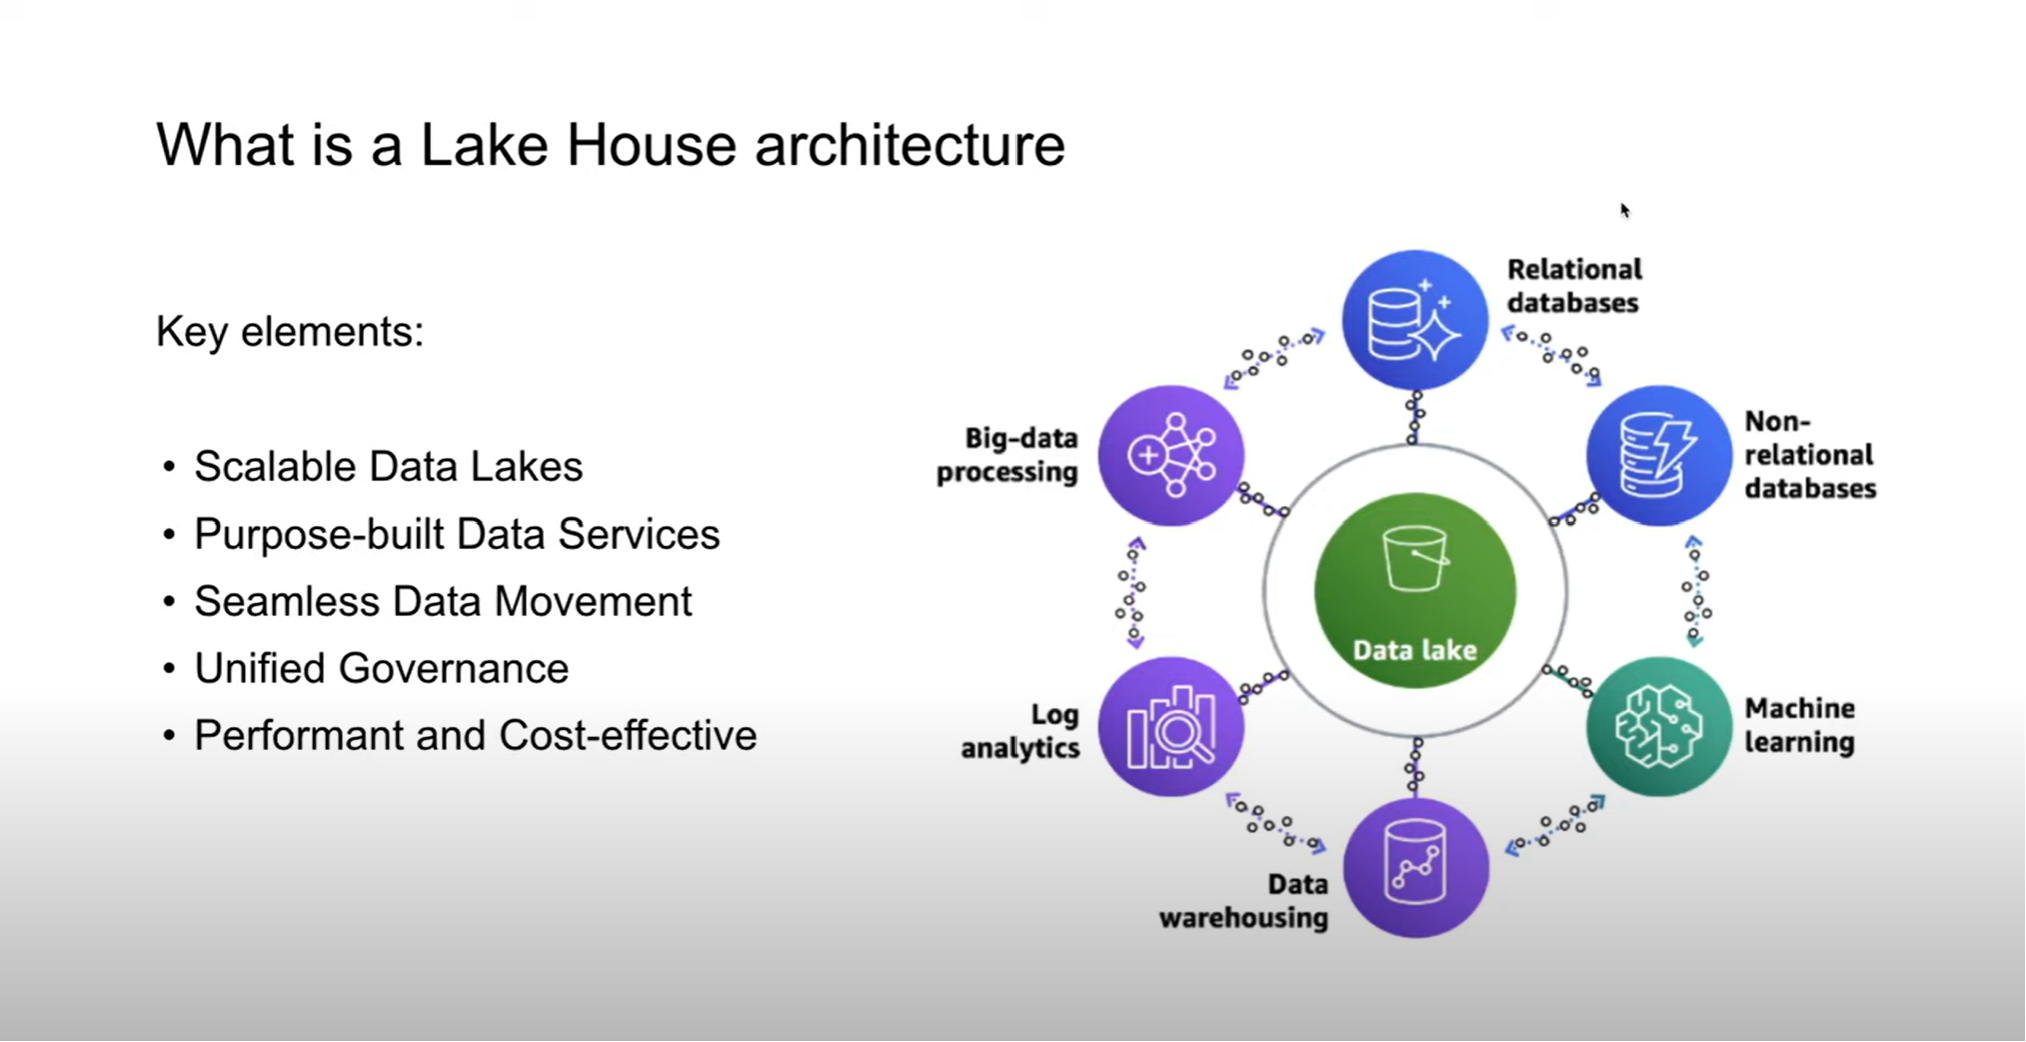 What is a Lake House architecture
Key elements:
• Scalable Data Lakes
• Purpose-built Data Services
• Seamless Data Movement
• Unified Governance
• Performant and Cost-effective
Relational
databases
Big-data
processing
Non-
relational
databases
Data lake
Log
analytics
Machine
learning
Data
warehousing